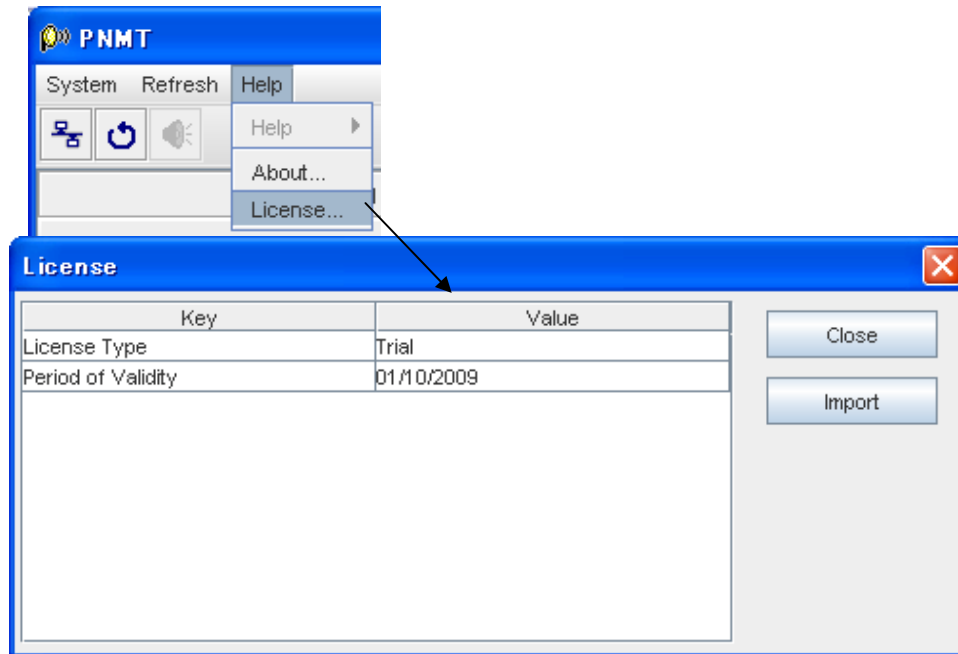 PNMT
System Refresh Help
Help
About...
License...
License
Key Value
License Type Trial
Period of Validity 01/10/2009
Close
Import